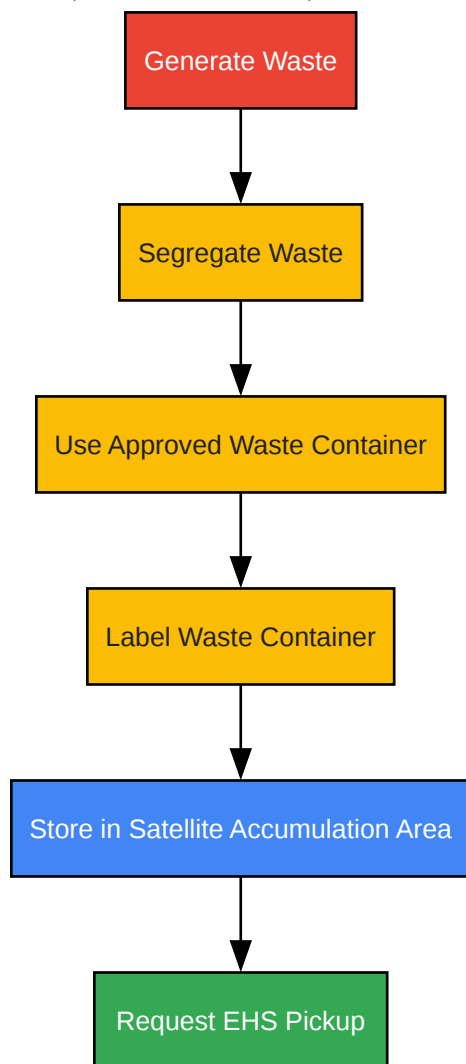 Generate Waste
Segregate Waste
Use Approved Waste Container
Label Waste Container
Store in Satellite Accumulation Area
Request EHS Pickup